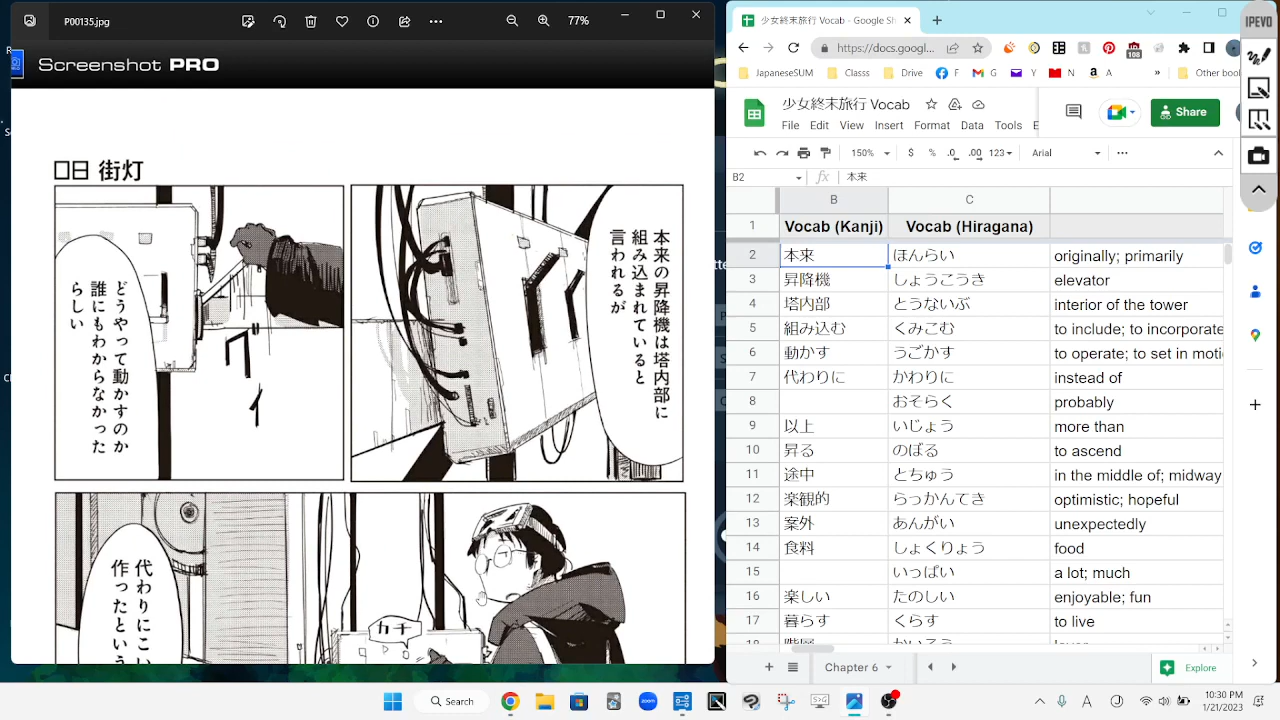 P00135.jpg
77%
Screenshot PRO
08 街灯
本来の昇降機は塔内部に
組み込まれていると
言われるが
どうやって動かすのか
誰にもわからなかった
らしい
グ
イ
代わりにこい
作ったという
カチ
少女終末旅行 Vocab - Google Sh
https://docs.googl...
108
JapaneseSUM
Classs
Drive
F
G
Y
N
A
»
Other book
少女終末旅行 Vocab
Share
File Edit View Insert Format Data Tools E
150% $ % .0 .00 123 Arial
B2
fx 本来
B C
1 Vocab (Kanji) Vocab (Hiragana)
2 本来 ほんらい originally; primarily
3 昇降機 しょうこうき elevator
4 塔内部 とうないぶ interior of the tower
5 組み込む くみこむ to include; to incorporate
6 動かす うごかす to operate; to set in moti
7 代わりに かわりに instead of
8 おそらく probably
9 以上 いじょう more than
10 昇る のぼる to ascend
11 途中 とちゅう in the middle of; midway
12 楽観的 らっかんてき optimistic; hopeful
13 案外 あんがい unexpectedly
14 食料 しょくりょう food
15 いっぱい a lot; much
16 楽しい たのしい enjoyable; fun
17 暮らす くらす to live
Chapter 6
Explore
IPEVO
Search
zoom
A
10:30 PM
1/21/2023